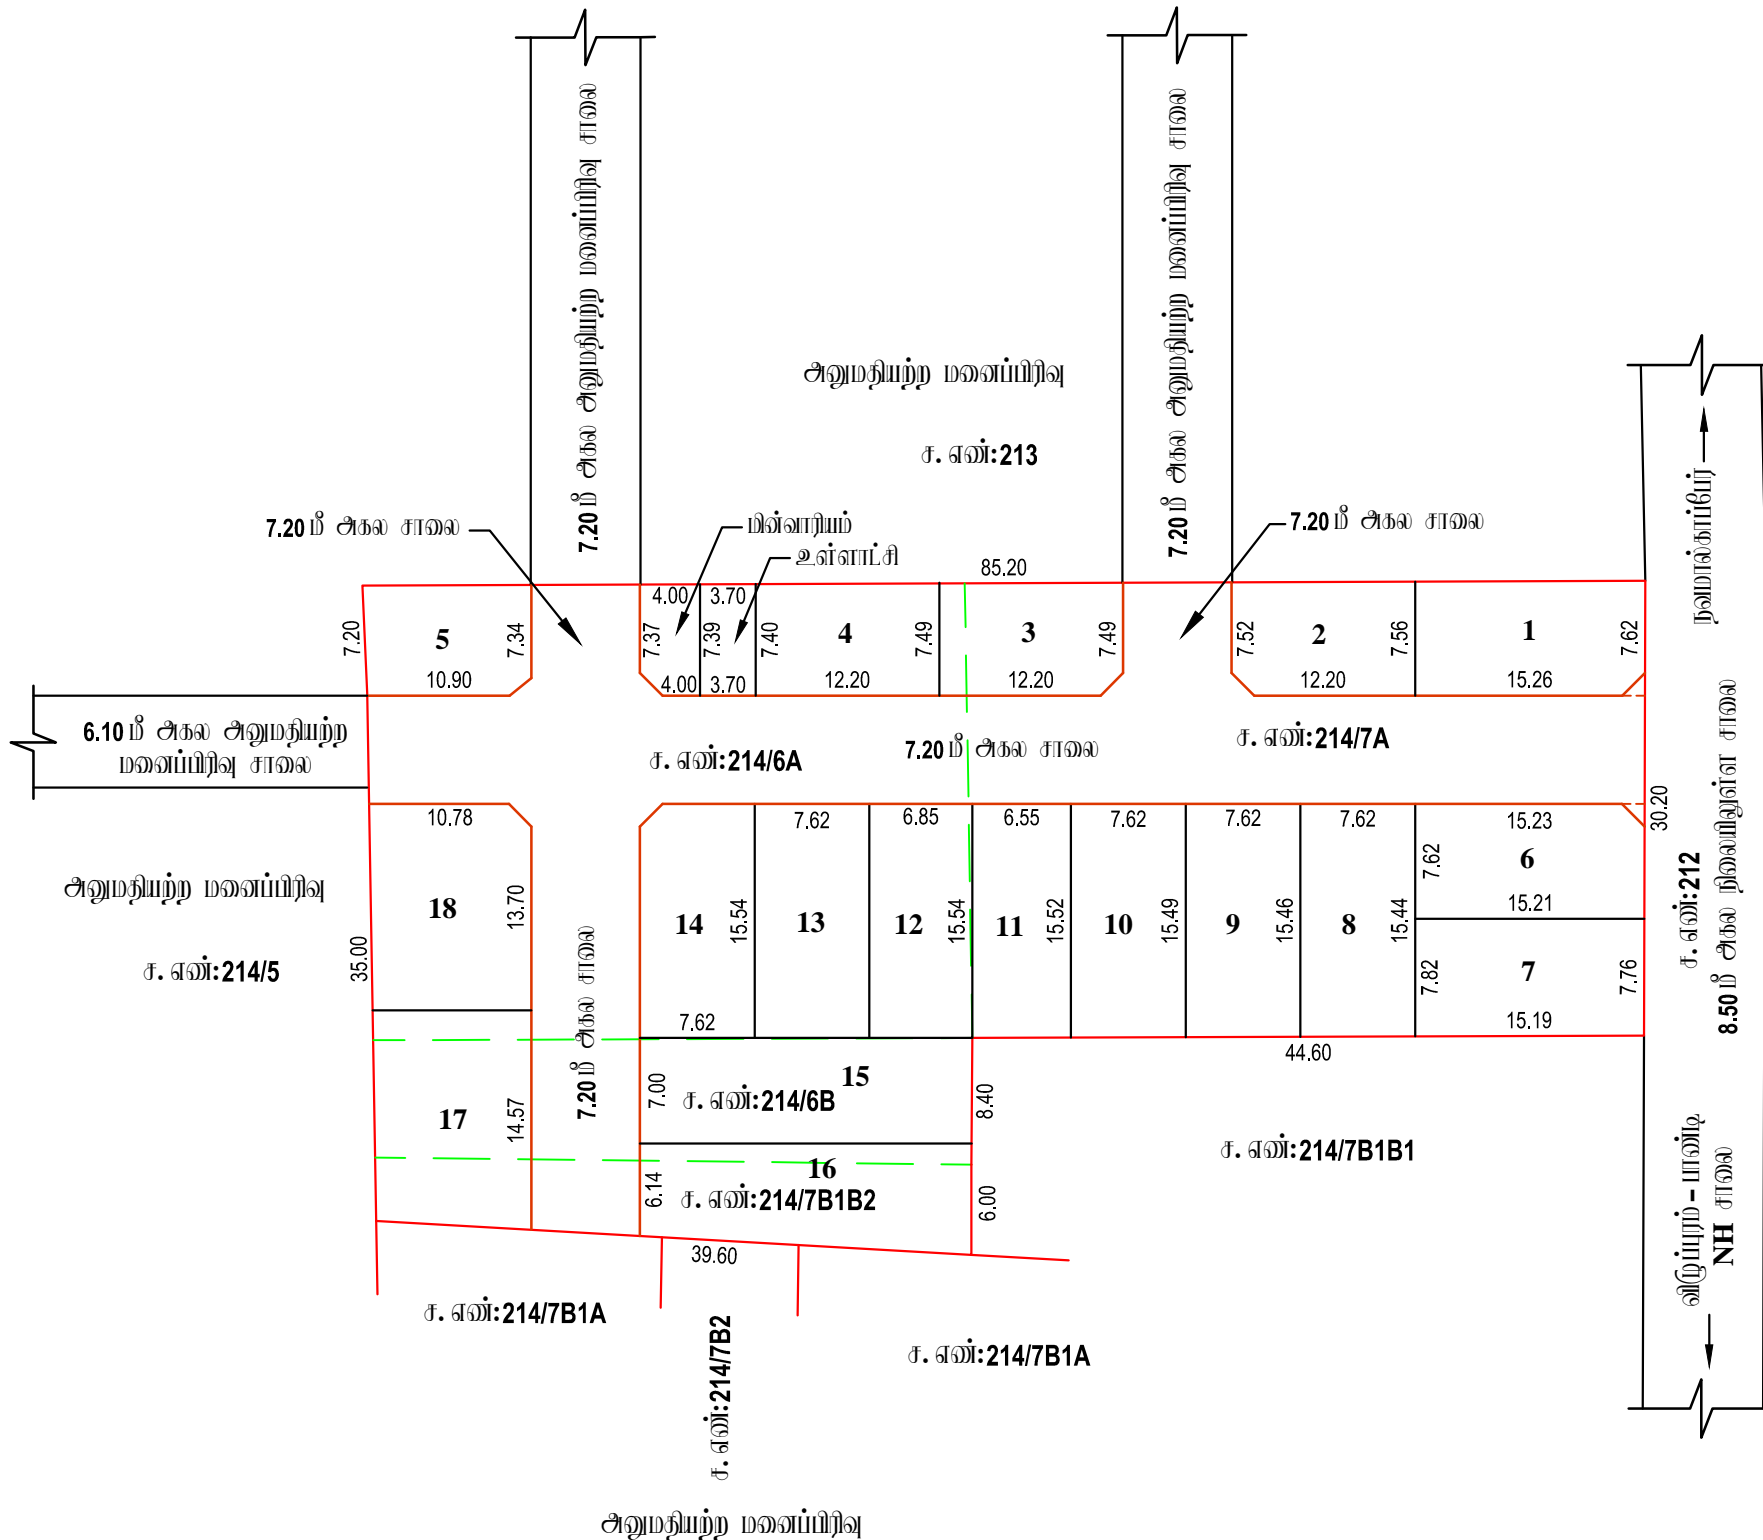 7.20 மீ அகல அனுமதியற்ற மனைப்பிரிவு சாலை
7.20 மீ அகல அனுமதியற்ற மனைப்பிரிவு சாலை
அனுமதியற்ற மனைப்பிரிவு
ச. எண்:213
7.20 மீ அகல சாலை
மின்வாரியம்
உள்ளாட்சி
7.20 மீ அகல சாலை
85.20
7.20
5
7.34
10.90
4.00
3.70
7.37
7.39
7.40
4.00
3.70
4
7.49
12.20
3
7.49
12.20
7.52
2
7.56
12.20
1
7.62
15.26
நவமால்காப்பேர்
6.10 மீ அகல அனுமதியற்ற
மனைப்பிரிவு சாலை
ச. எண்:214/6A
7.20 மீ அகல சாலை
ச. எண்:214/7A
30.20
ச. எண்:212
8.50 மீ அகல நிலையிலுள்ள சாலை
10.78
7.62
6.85
6.55
7.62
7.62
7.62
15.23
அனுமதியற்ற மனைப்பிரிவு
ச. எண்:214/5
35.00
18
13.70
14
15.54
13
12
15.54
11
15.52
10
15.49
9
15.46
8
15.44
7.62
6
15.21
7
7.82
7.76
15.19
7.62
44.60
7.20 மீ அகல சாலை
17
14.57
7.00
15
ச. எண்:214/6B
8.40
16
6.14
ச. எண்:214/7B1B2
6.00
ச. எண்:214/7B1B1
விழுப்புரம் - பாண்டி
NH சாலை
39.60
ச. எண்:214/7B1A
ச. எண்:214/7B2
ச. எண்:214/7B1A
அனுமதியற்ற மனைப்பிரிவு